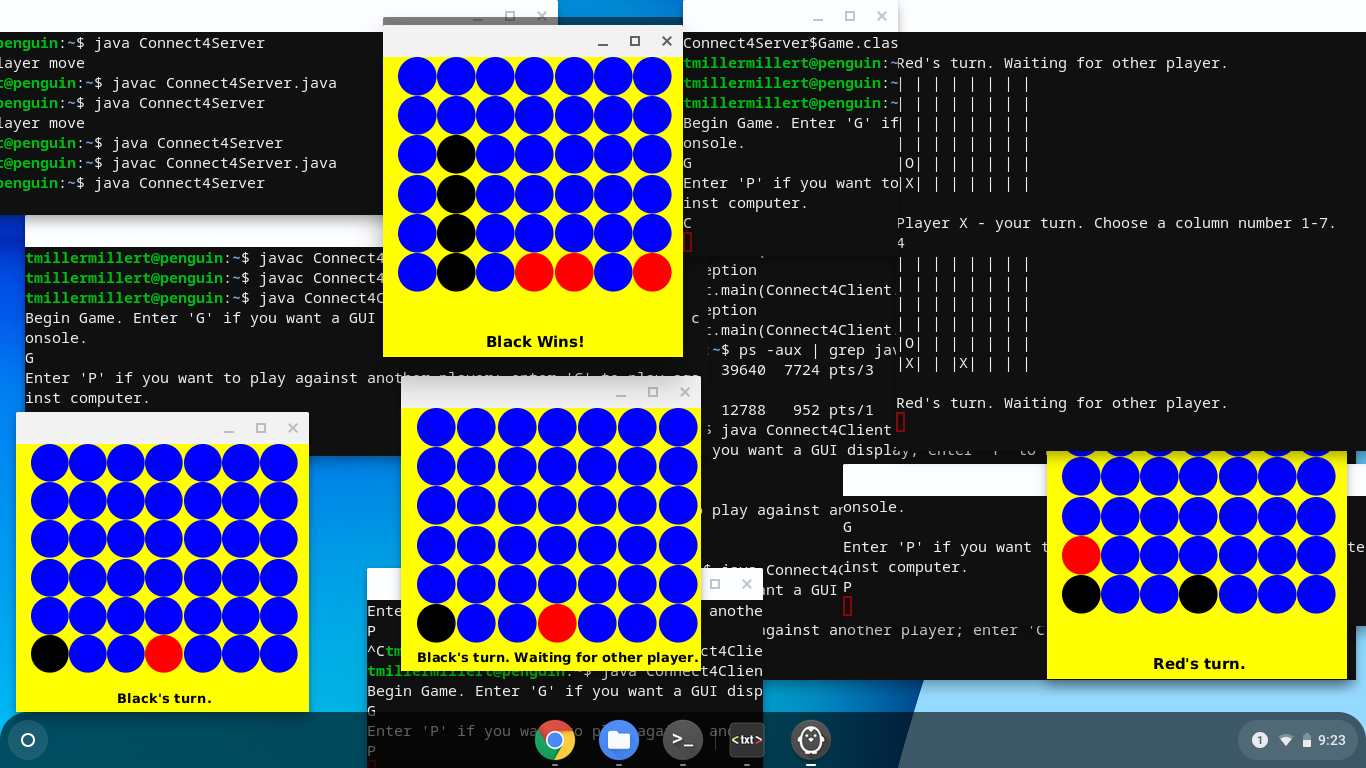 penguin:~$ java Connect4Server
layer move
t@penguin:~$ javac Connect4Server.java
t@penguin:~$ java Connect4Server
layer move
t@penguin:~$ java Connect4Server
t@penguin:~$ javac Connect4Server.java
penguin:~$ java Connect4Server
Black Wins!
Connect4Server$Game.clas
tmillermillert@penguin:~
tmillermillert@penguin:~
tmillermillert@penguin:~
Begin Game. Enter 'G' if
onsole.
G
Enter 'P' if you want to
inst computer.
C
Red's turn. Waiting for other player.
| | | | | | | |
| | | | | | | |
| | | | | | | |
| | | | | | | |
|O| | | | | | |
|X| | | | | | |
Player X - your turn. Choose a column number 1-7.
4
| | | | | | | |
| | | | | | | |
| | | | | | | |
| | | | | | | |
|O| | | | | | |
|X| | |X| | | |
Red's turn. Waiting for other player.
tmillermillert@penguin:~$ javac Connect4
tmillermillert@penguin:~$ javac Connect4
tmillermillert@penguin:~$ java Connect4C
Begin Game. Enter 'G' if you want a GUI
c
onsole.
G
Enter 'P' if you want to play against another player; enter 'C' to play aga
inst computer.
eption
t.main(Connect4Client.
eption
t.main(Connect4Client.
:~$ ps -aux | grep jav
39640 7724 pts/3
12788 952 pts/1
$ java Connect4Client
you want a GUI display, enter 'T' to
play against an
$ java Connect4C
ant a GUI
against another player; enter 'C
Black's turn.
Black's turn. Waiting for other player.
Ente
anothe
P
^Ctm
ct4Clie
tmillermillert@penguin:~$ java Connect4Clien
Begin Game. Enter 'G' if you want a GUI disp
G
Enter 'P' if you want to play against anothe
P
onsole.
G
Enter 'P' if you want t
te
inst computer.
P
Red's turn.
>_
<txt>
1
9:23